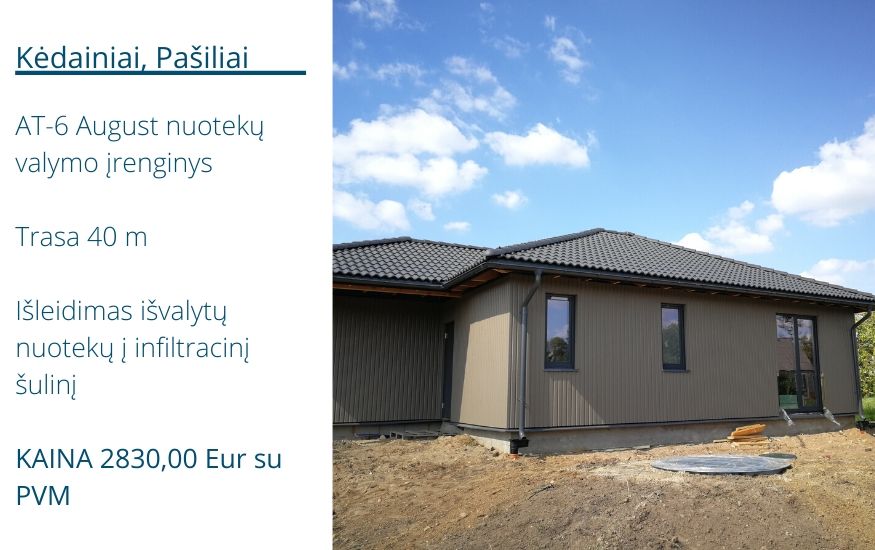 Kėdainiai, Pašiliai
AT-6 August nuotekų
valymo įrenginys
Trasa 40 m
Išleidimas išvalytų
nuotekų į infiltracinį
šulinį
KAINA 2830,00 Eur su
PVM